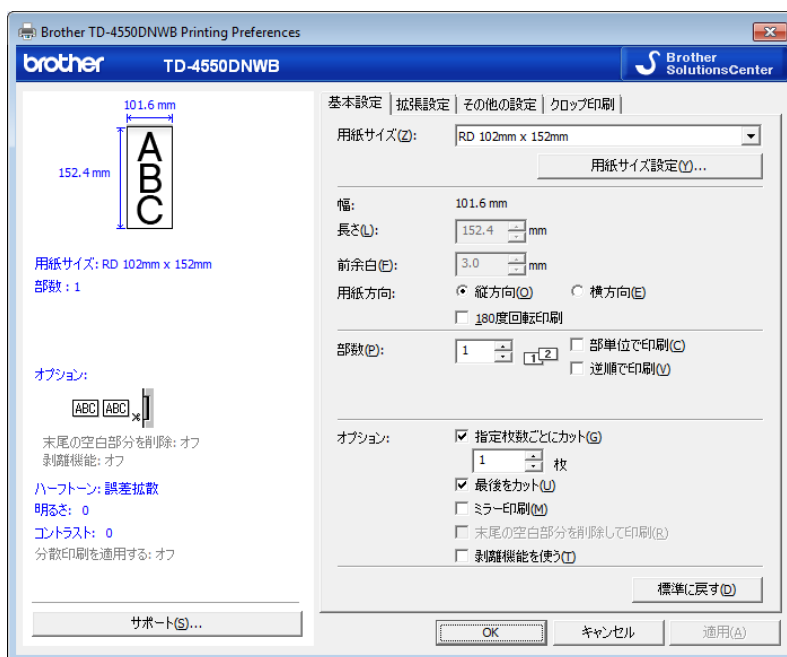 Brother TD-4550DNWB Printing Preferences
brother TD-4550DNWB
Brother SolutionsCenter
101.6 mm
152.4 mm
ABC
用紙サイズ: RD 102mm x 152mm
部数 : 1
オプション:
ABC ABC
末尾の空白部分を削除: オフ
剥離機能: オフ
ハーフトーン: 誤差拡散
明るさ: 0
コントラスト: 0
分散印刷を適用する: オフ
サポート(S)...
基本設定 拡張設定 その他の設定 クロップ印刷
用紙サイズ(Z): RD 102mm x 152mm
用紙サイズ設定(Y)...
幅: 101.6 mm
長さ(L): 152.4 mm
前余白(F): 3.0 mm
用紙方向: 縦方向(O) 横方向(E)
180度回転印刷
部数(P): 1 1 2 部単位で印刷(C)
逆順で印刷(V)
オプション: 指定枚数ごとにカット(G)
1 枚
最後をカット(U)
ミラー印刷(M)
末尾の空白部分を削除して印刷(R)
剥離機能を使う(T)
標準に戻す(D)
OK キャンセル 適用(A)